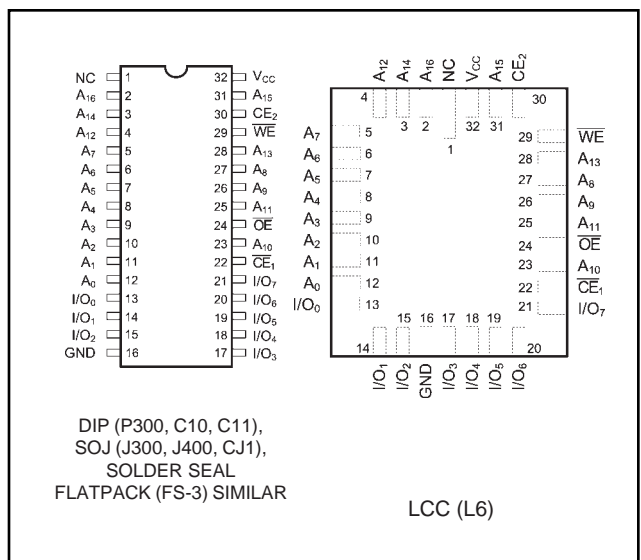 NC 1 32 VCC
A16 2 31 A15
A14 3 30 CE2
A12 4 29 WE
A7 5 28 A13
A6 6 27 A8
A5 7 26 A9
A4 8 25 A11
A3 9 24 OE
A2 10 23 A10
A1 11 22 CE1
A0 12 21 I/O7
I/O0 13 20 I/O6
I/O1 14 19 I/O5
I/O2 15 18 I/O4
GND 16 17 I/O3
DIP (P300, C10, C11),
SOJ (J300, J400, CJ1),
SOLDER SEAL
FLATPACK (FS-3) SIMILAR
A12 A14 A16 NC VCC A15 CE2
4 30
3 2 32 31
1
A7 5 29 WE
A6 6 28 A13
A5 7 27 A8
A4 8 26 A9
A3 9 25 A11
A2 10 24 OE
A1 11 23 A10
A0 12 22 CE1
I/O0 13 21 I/O7
15 16 17 18 19
14 20
I/O1 I/O2 GND I/O3 I/O4 I/O5 I/O6
LCC (L6)